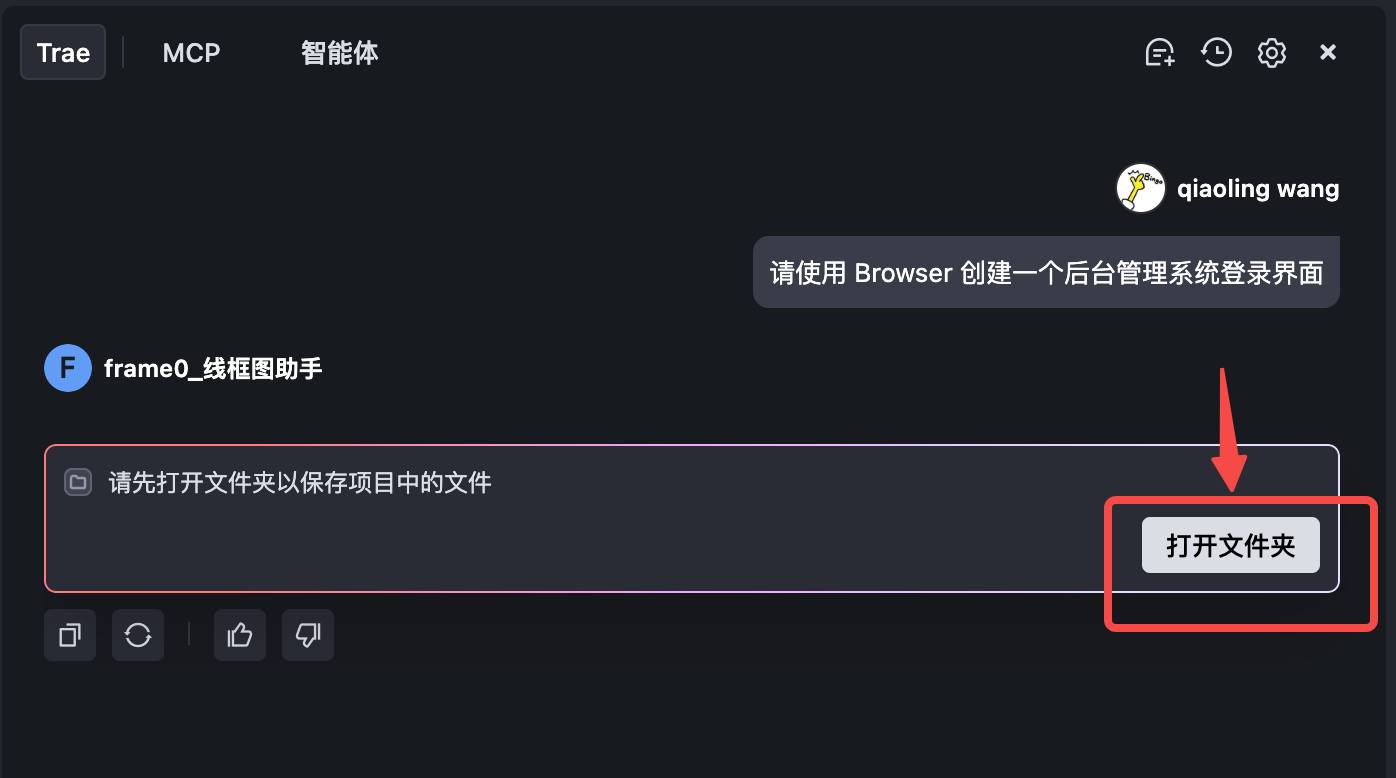 Trae
MCP
智能体
Bingo
qiaoling wang
请使用 Browser 创建一个后台管理系统登录界面
F
frame0_线框图助手
请先打开文件夹以保存项目中的文件
打开文件夹